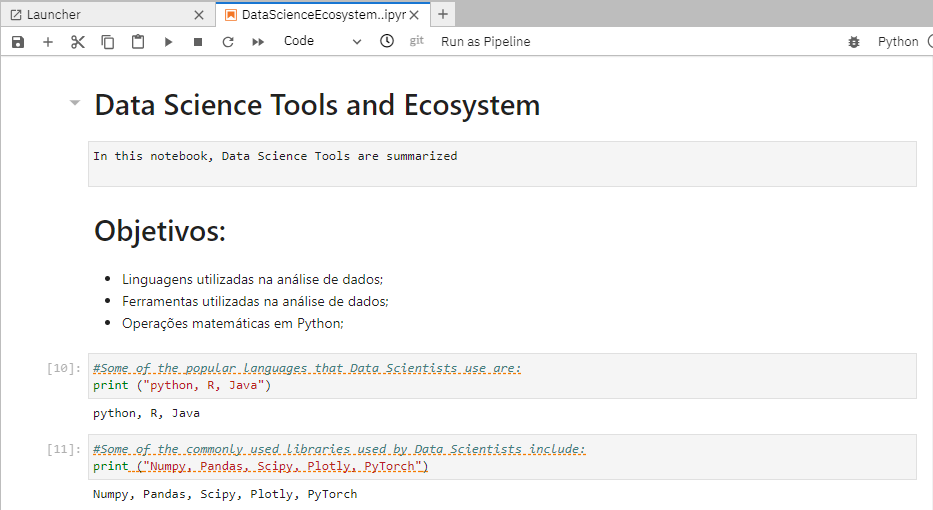 Launcher
DataScienceEcosystem..ipyr
Code
git
Run as Pipeline
Python
Data Science Tools and Ecosystem
In this notebook, Data Science Tools are summarized
Objetivos:
Linguagens utilizadas na análise de dados;
Ferramentas utilizadas na análise de dados;
Operações matemáticas em Python;
[10]: #Some of the popular languages that Data Scientists use are:
print ("python, R, Java")
python, R, Java
[11]: #Some of the commonly used libraries used by Data Scientists include:
print ("Numpy, Pandas, Scipy, Plotly, PyTorch")
Numpy, Pandas, Scipy, Plotly, PyTorch